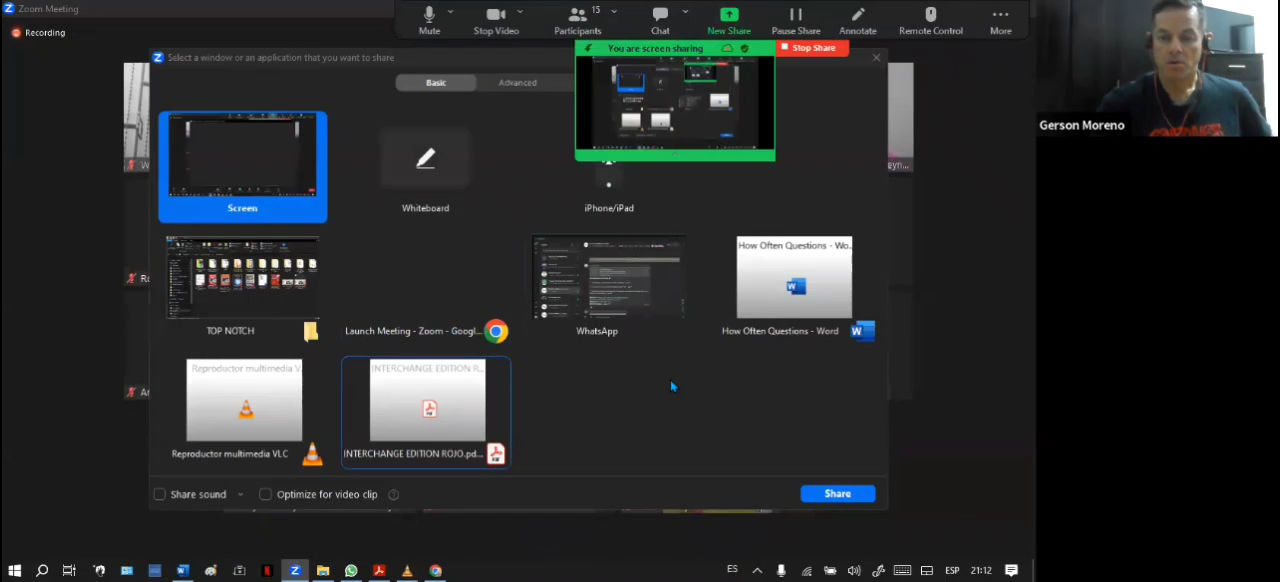 Zoom Meeting
Recording
Mute
Stop Video
Participants
15
Chat
New Share
Pause Share
Annotate
Remote Control
More
You are screen sharing
Stop Share
Select a window or an application that you want to share
Basic
Advanced
Gerson Moreno
Screen
Whiteboard
iPhone/iPad
How Often Questions - Wo...
TOP NOTCH
Launch Meeting - Zoom - Googl...
WhatsApp
How Often Questions - Word
Reproductor multimedia V
INTERCHANGE EDITION R...
Reproductor multimedia VLC
INTERCHANGE EDITION ROJO.pd...
Share sound
Optimize for video clip
Share
ES
ESP
21:12